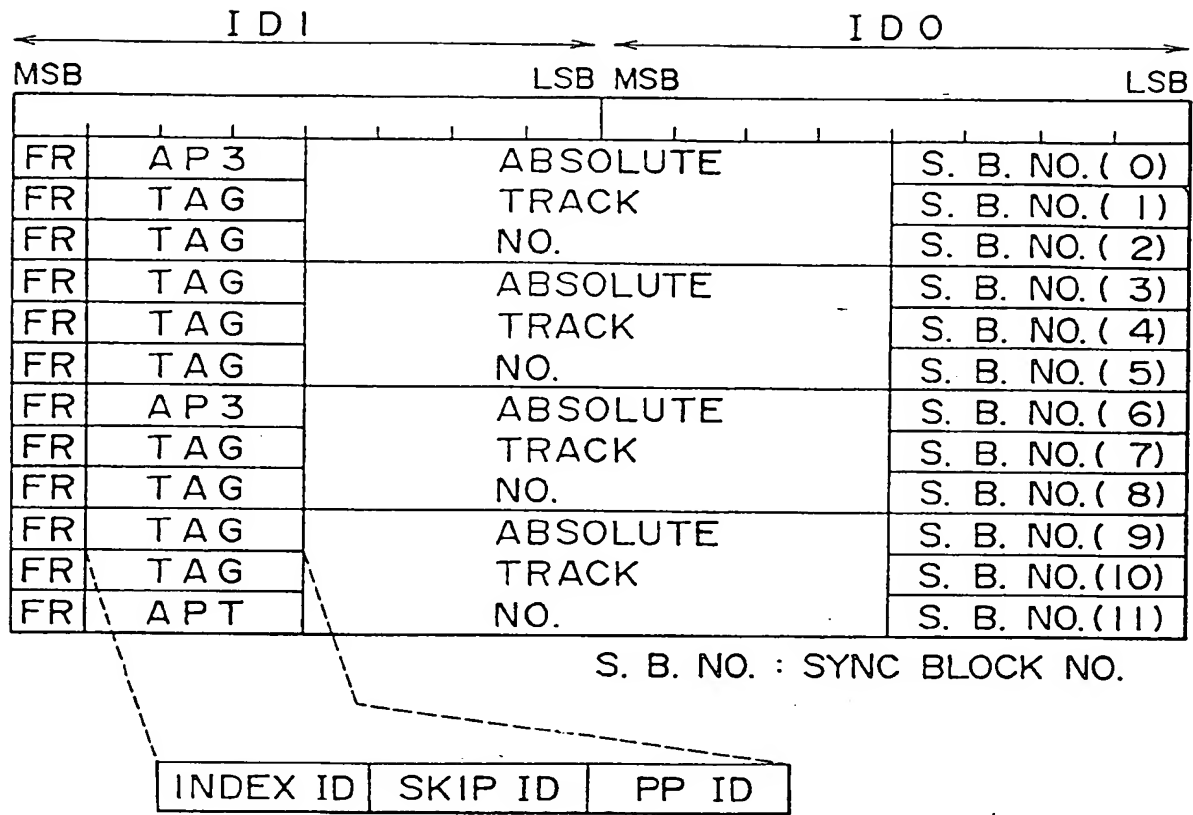 ID1 ID0
MSB LSB MSB LSB
FR AP3 ABSOLUTE S. B. NO.( 0)
FR TAG TRACK S. B. NO.( 1)
FR TAG NO. S. B. NO.( 2)
FR TAG ABSOLUTE S. B. NO.( 3)
FR TAG TRACK S. B. NO.( 4)
FR TAG NO. S. B. NO.( 5)
FR AP3 ABSOLUTE S. B. NO.( 6)
FR TAG TRACK S. B. NO.( 7)
FR TAG NO. S. B. NO.( 8)
FR TAG ABSOLUTE S. B. NO.( 9)
FR TAG TRACK S. B. NO.(10)
FR APT NO. S. B. NO.(11)
S. B. NO. : SYNC BLOCK NO.
INDEX ID SKIP ID PP ID